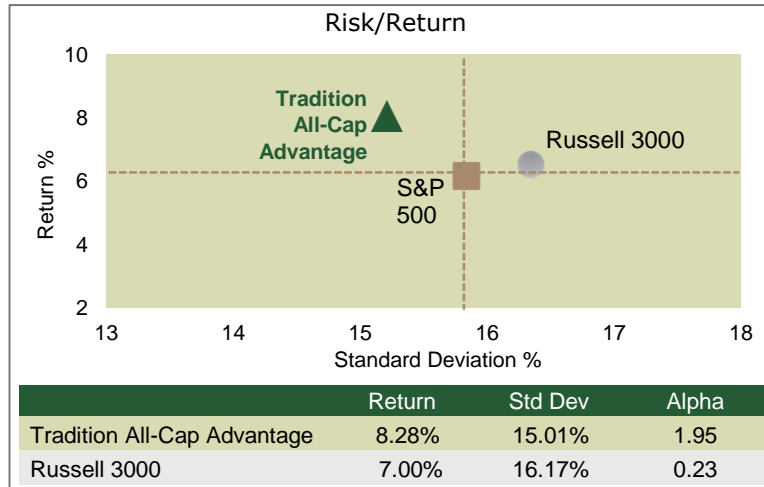 Risk/Return
10
8
6
4
2
Return %
Tradition
All-Cap
Advantage
Russell 3000
S&P
500
13 14 15 16 17 18
Standard Deviation %
Return Std Dev Alpha
Tradition All-Cap Advantage 8.28% 15.01% 1.95
Russell 3000 7.00% 16.17% 0.23